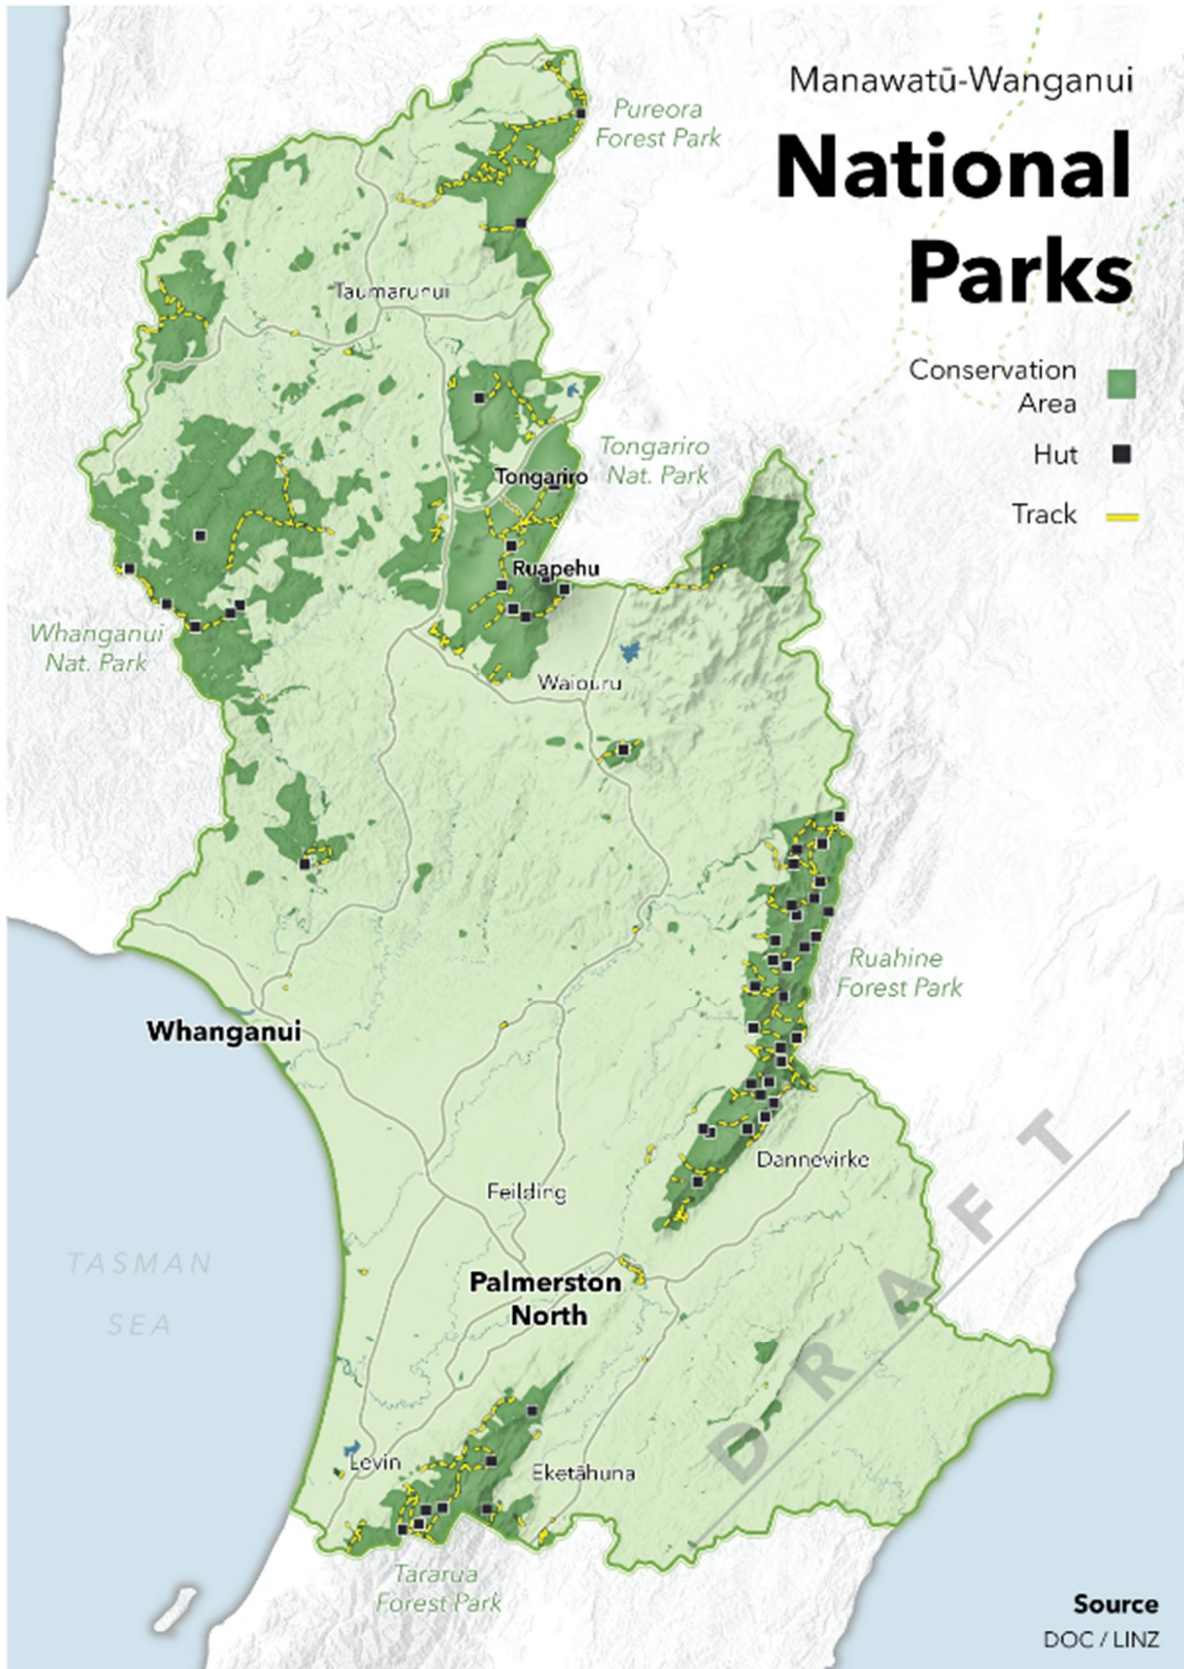 Manawatū-Wanganui
National
Parks
Conservation
Area
Hut
Track
Pureora
Forest Park
Taumarunui
Tongariro
Nat. Park
Tongariro
Ruapehu
Whanganui
Nat. Park
Waiouru
Ruahine
Forest Park
Whanganui
Dannevirke
Feilding
TASMAN
SEA
Palmerston
North
DRAFT
Levin
Eketāhuna
Tararua
Forest Park
Source
DOC / LINZ